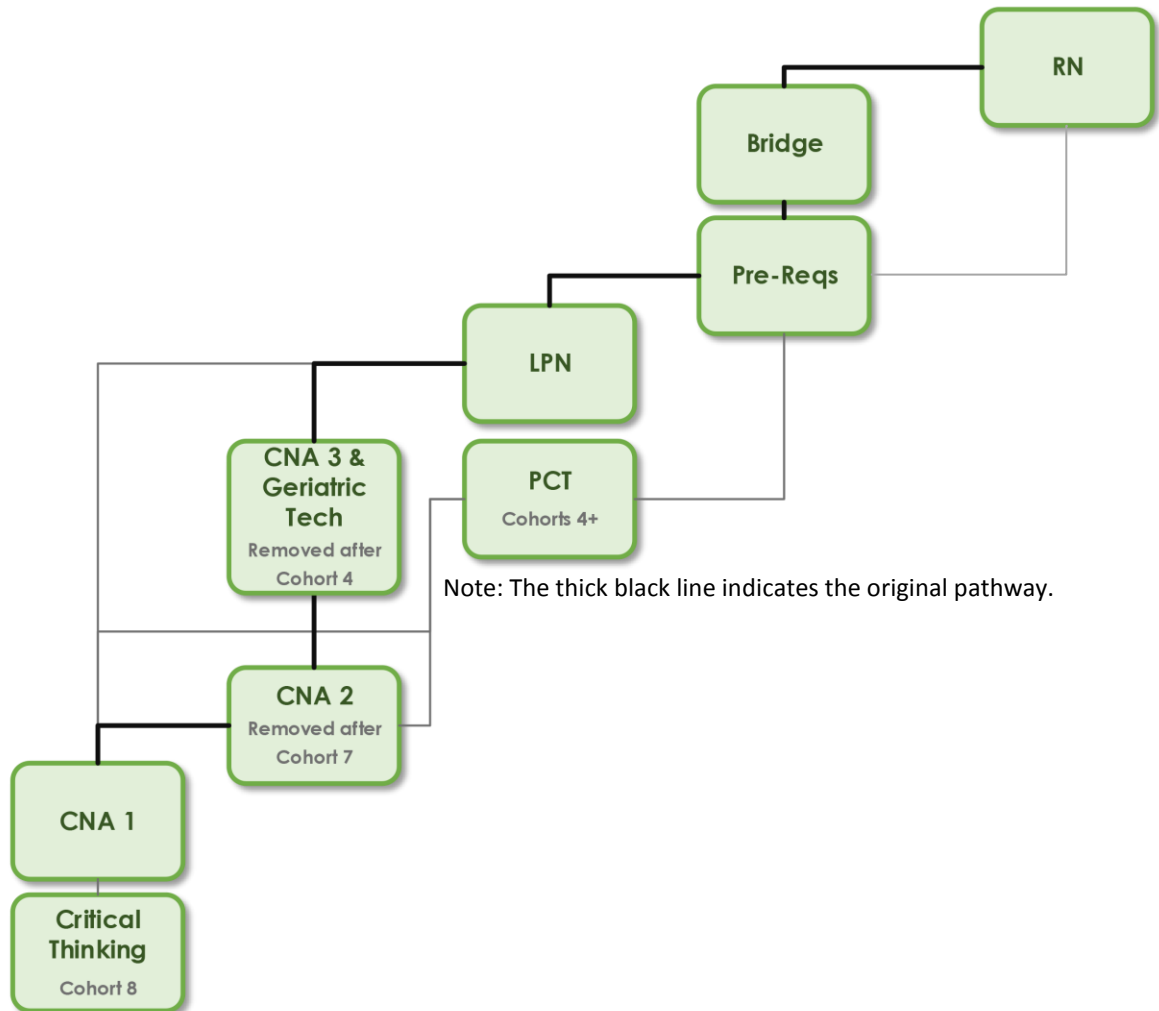 RN
Bridge
Pre-Reqs
LPN
CNA 3 &
Geriatric
Tech
Removed after
Cohort 4
PCT
Cohorts 4+
Note: The thick black line indicates the original pathway.
CNA 2
Removed after
Cohort 7
CNA 1
Critical
Thinking
Cohort 8